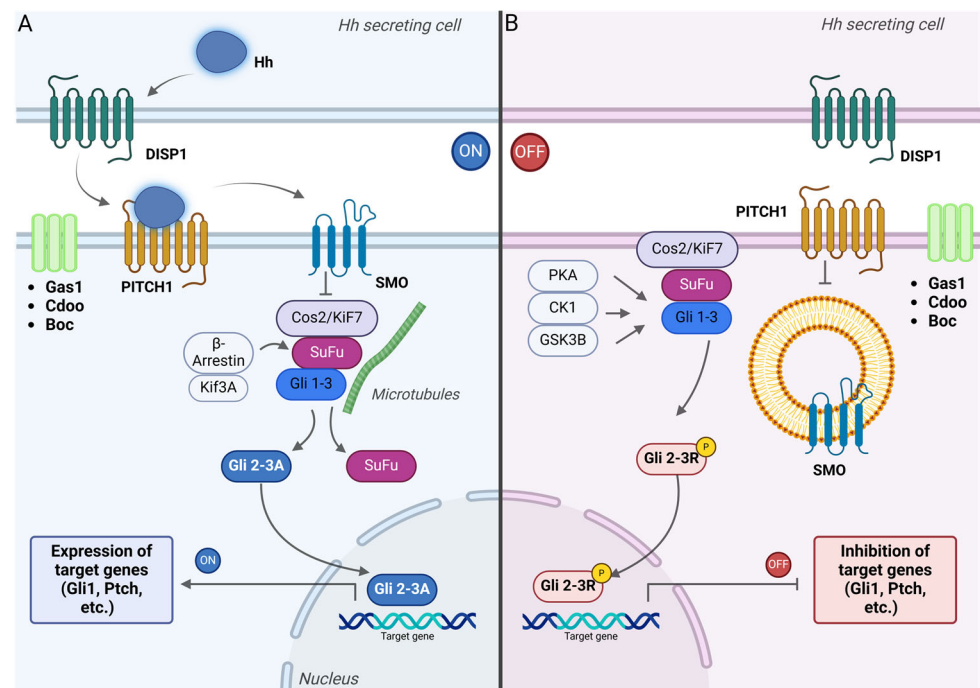 A
Hh secreting cell
Hh
DISP1
ON
PITCH1
SMO
• Gas1
• Cdoo
• Boc
Cos2/KiF7
β-
Arrestin
SuFu
Kif3A
Gli 1-3
Microtubules
Gli 2-3A
SuFu
Expression of
target genes
(Gli1, Ptch,
etc.)
ON
Gli 2-3A
Target gene
Nucleus
B
Hh secreting cell
DISP1
OFF
PITCH1
Cos2/KiF7
PKA
SuFu
CK1
Gli 1-3
GSK3B
• Gas1
• Cdoo
• Boc
P
Gli 2-3R
SMO
OFF
Inhibition of
target genes
(Gli1, Ptch,
etc.)
P
Gli 2-3R
Target gene